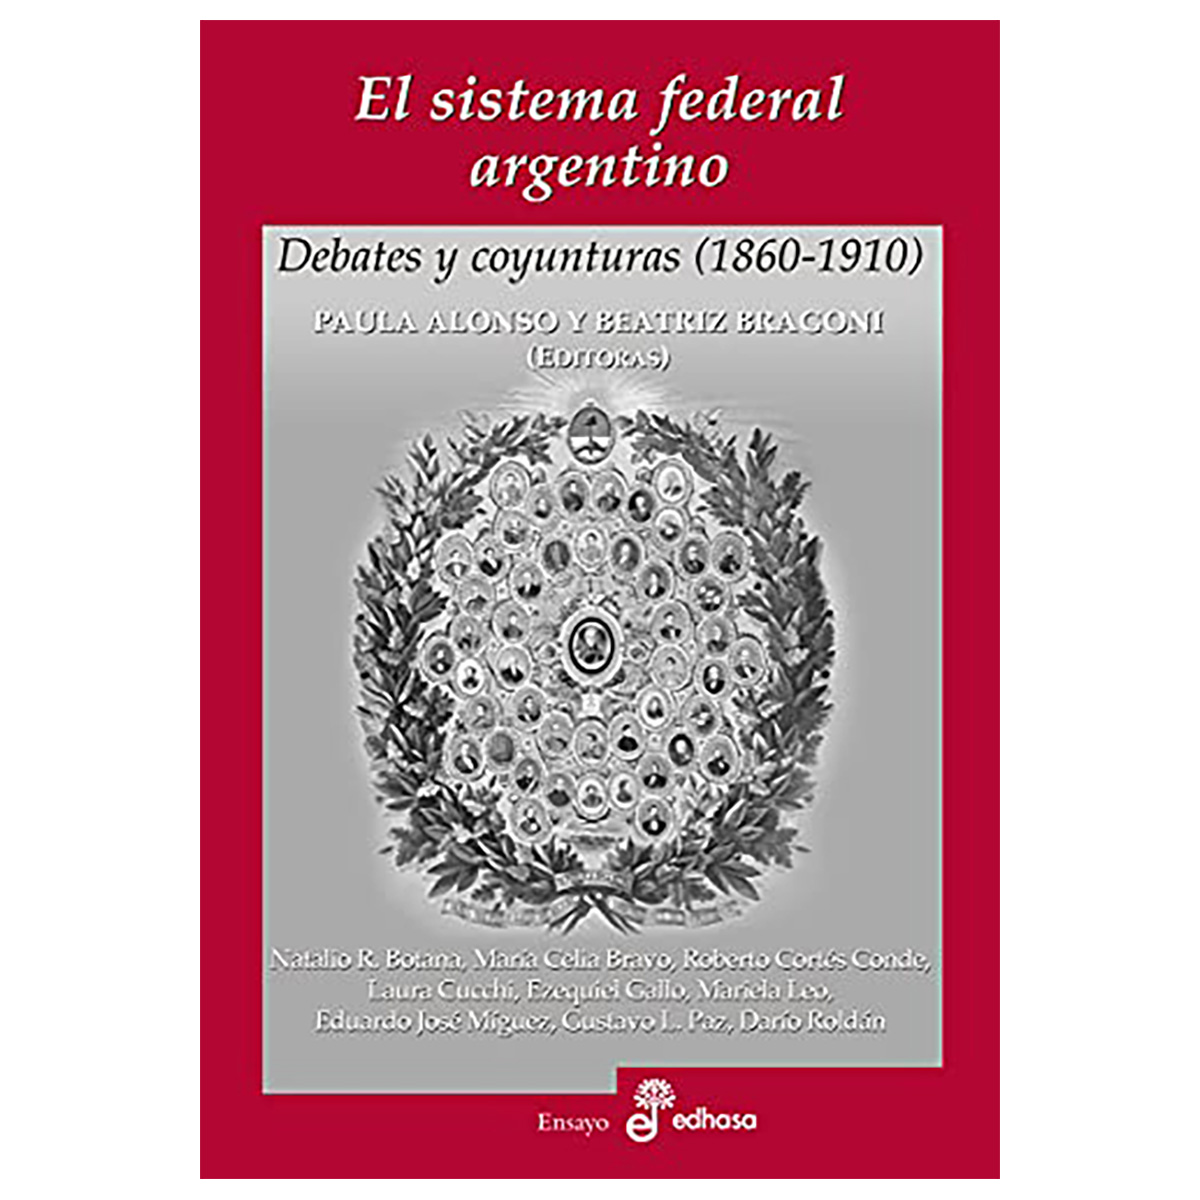 El sistema federal
argentino
Debates y coyunturas (1860-1910)
PAULA ALONSO Y BEATRIZ BRAGONI
(EDITORAS)
Natalio R. Botana, María Celia Bravo, Roberto Cortés Conde,
Laura Cucchi, Ezequiel Gallo, Mariela Leo,
Eduardo José Míguez, Gustavo L. Paz, Darío Roldán
Ensayo edhasa